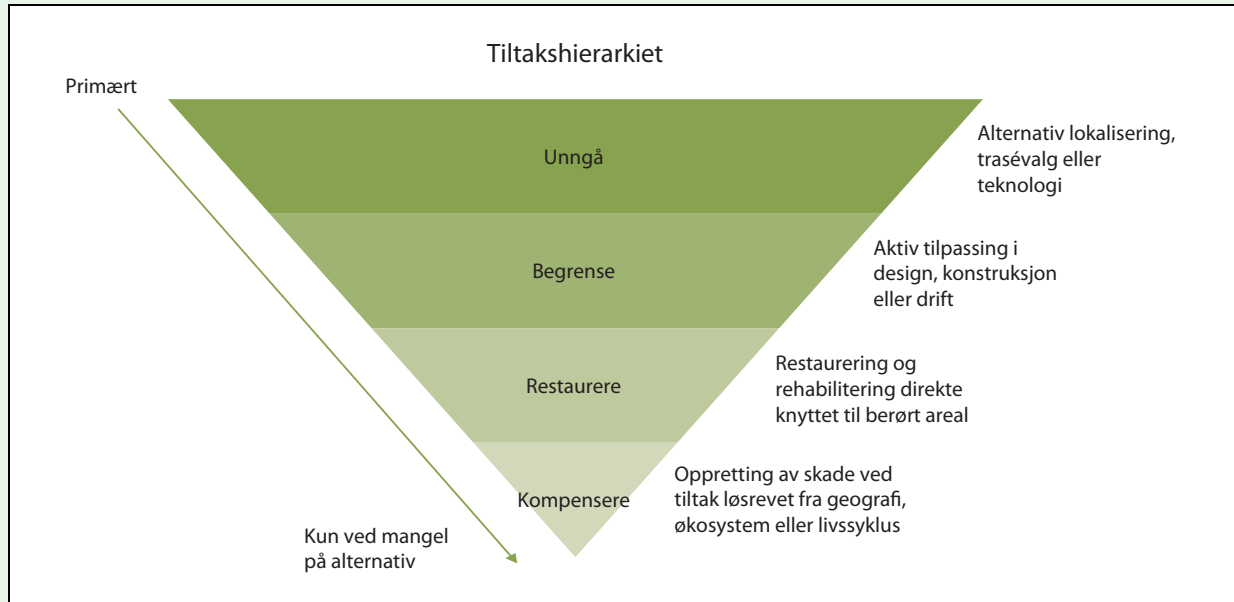 Tiltakshierarkiet
Primært
Unngå
Alternativ lokalisering,
trasévalg eller
teknologi
Begrense
Aktiv tilpassing i
design, konstruksjon
eller drift
Restaurere
Restaurering og
rehabilitering direkte
knyttet til berørt areal
Kompensere
Oppretting av skade ved
tiltak løsrevet fra geografi,
økosystem eller livssyklus
Kun ved mangel
på alternativ